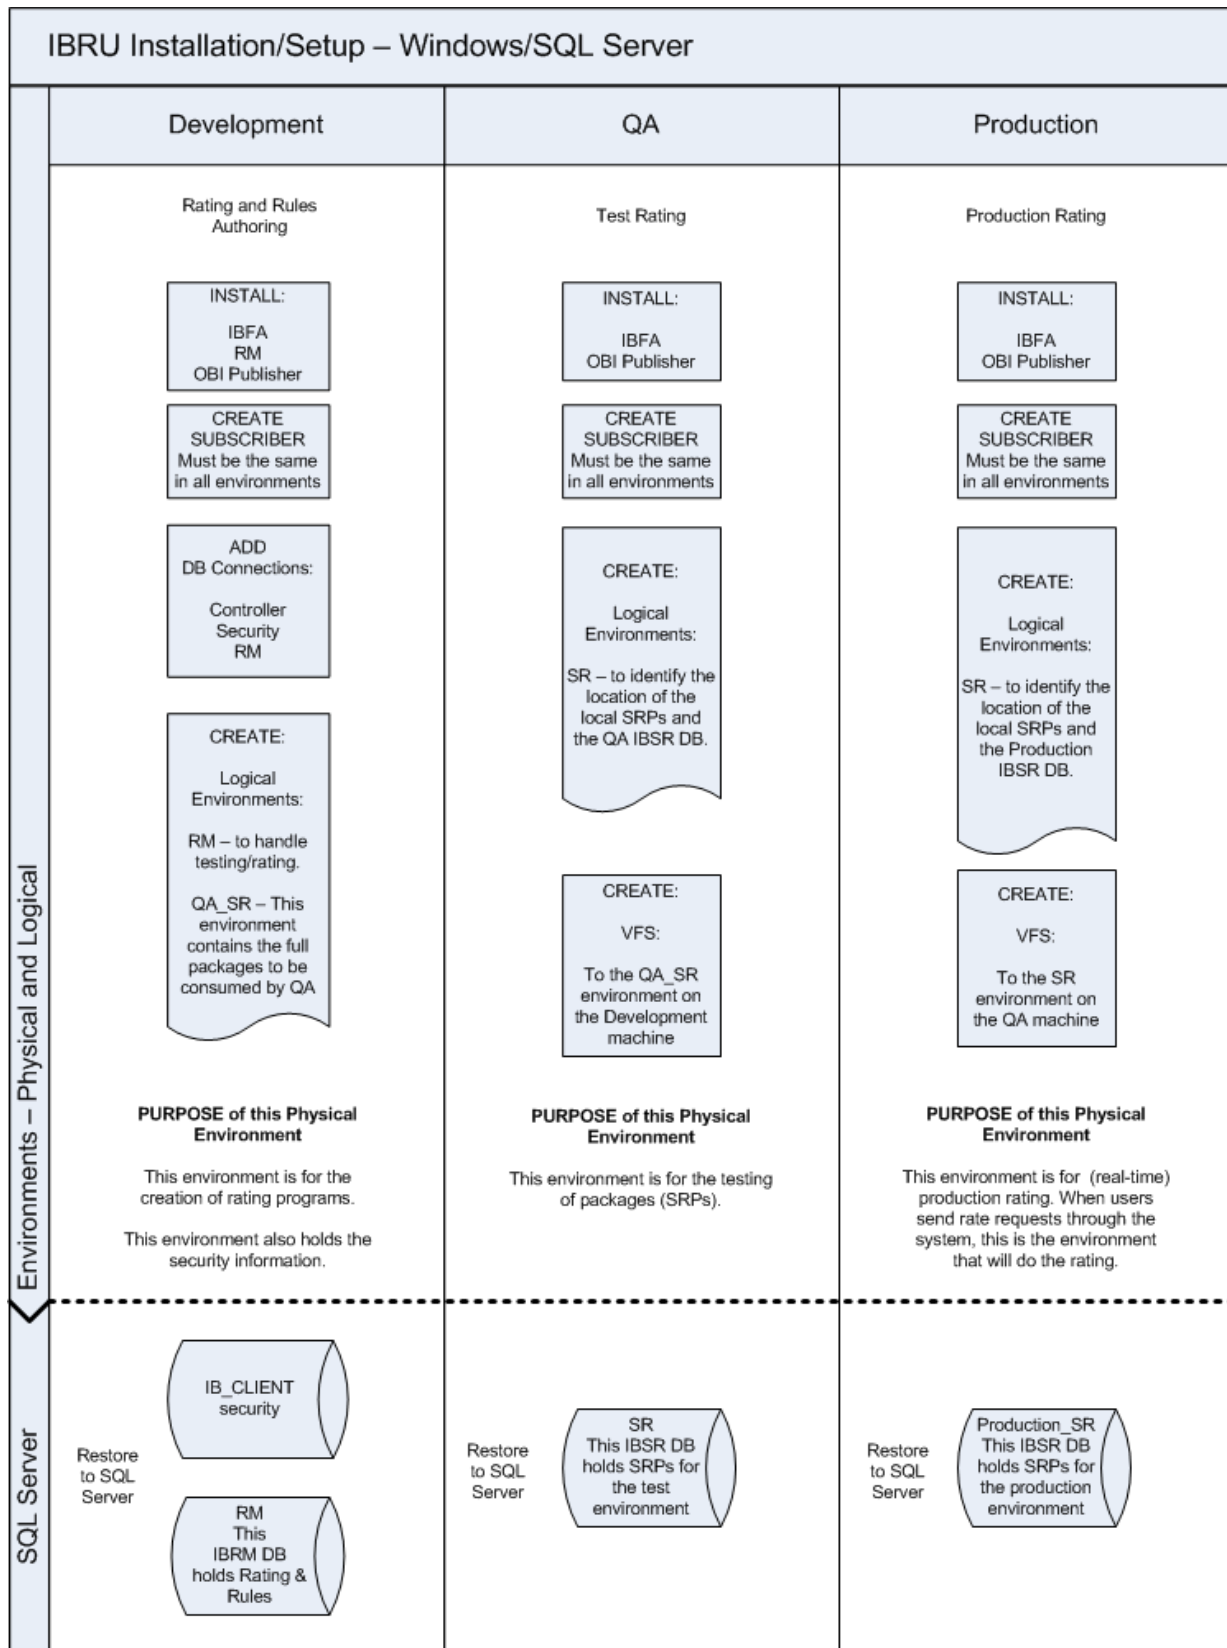 IBRU Installation/Setup – Windows/SQL Server
Development
QA
Production
Environments – Physical and Logical
Rating and Rules
Authoring
INSTALL:
IBFA
RM
OBI Publisher
CREATE
SUBSCRIBER
Must be the same
in all environments
ADD
DB Connections:
Controller
Security
RM
CREATE:
Logical
Environments:
RM – to handle
testing/rating.
QA_SR – This
environment
contains the full
packages to be
consumed by QA
PURPOSE of this Physical
Environment
This environment is for the
creation of rating programs.
This environment also holds the
security information.
Test Rating
INSTALL:
IBFA
OBI Publisher
CREATE
SUBSCRIBER
Must be the same
in all environments
CREATE:
Logical
Environments:
SR – to identify the
location of the
local SRPs and
the QA IBSR DB.
CREATE:
VFS:
To the QA_SR
environment on
the Development
machine
PURPOSE of this Physical
Environment
This environment is for the testing
of packages (SRPs).
Production Rating
INSTALL:
IBFA
OBI Publisher
CREATE
SUBSCRIBER
Must be the same
in all environments
CREATE:
Logical
Environments:
SR – to identify the
location of the
local SRPs and
the Production
IBSR DB.
CREATE:
VFS:
To the SR
environment on
the QA machine
PURPOSE of this Physical
Environment
This environment is for (real-time)
production rating. When users
send rate requests through the
system, this is the environment
that will do the rating.
SQL Server
Restore
to SQL
Server
IB_CLIENT
security
RM
This
IBRM DB
holds Rating &
Rules
Restore
to SQL
Server
SR
This IBSR DB
holds SRPs for
the test
environment
Restore
to SQL
Server
Production_SR
This IBSR DB
holds SRPs for
the production
environment